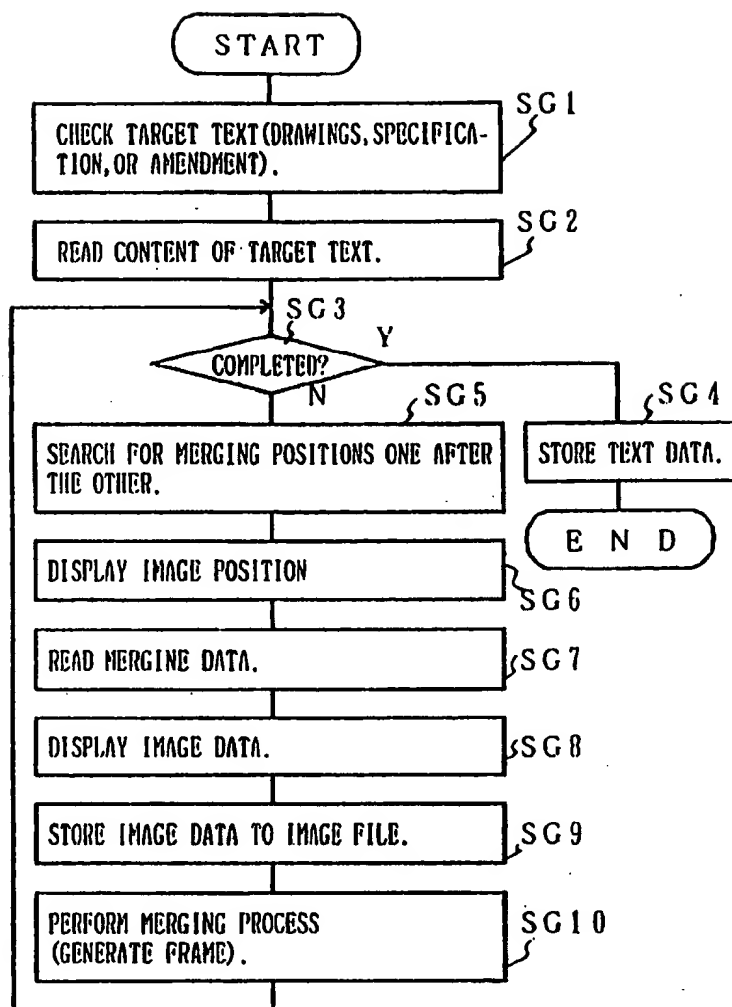 START
SG1
CHECK TARGET TEXT(DRAWINGS, SPECIFICA-
TION, OR AMENDMENT).
SG2
READ CONTENT OF TARGET TEXT.
SG3
Y
COMPLETED?
N
SG5
SG4
SEARCH FOR MERGING POSITIONS ONE AFTER
THE OTHER.
STORE TEXT DATA.
END
DISPLAY IMAGE POSITION
SG6
READ MERGINE DATA.
SG7
DISPLAY IMAGE DATA.
SG8
STORE IMAGE DATA TO IMAGE FILE.
SG9
PERFORM MERGING PROCESS
(GENERATE FRAME).
SG10